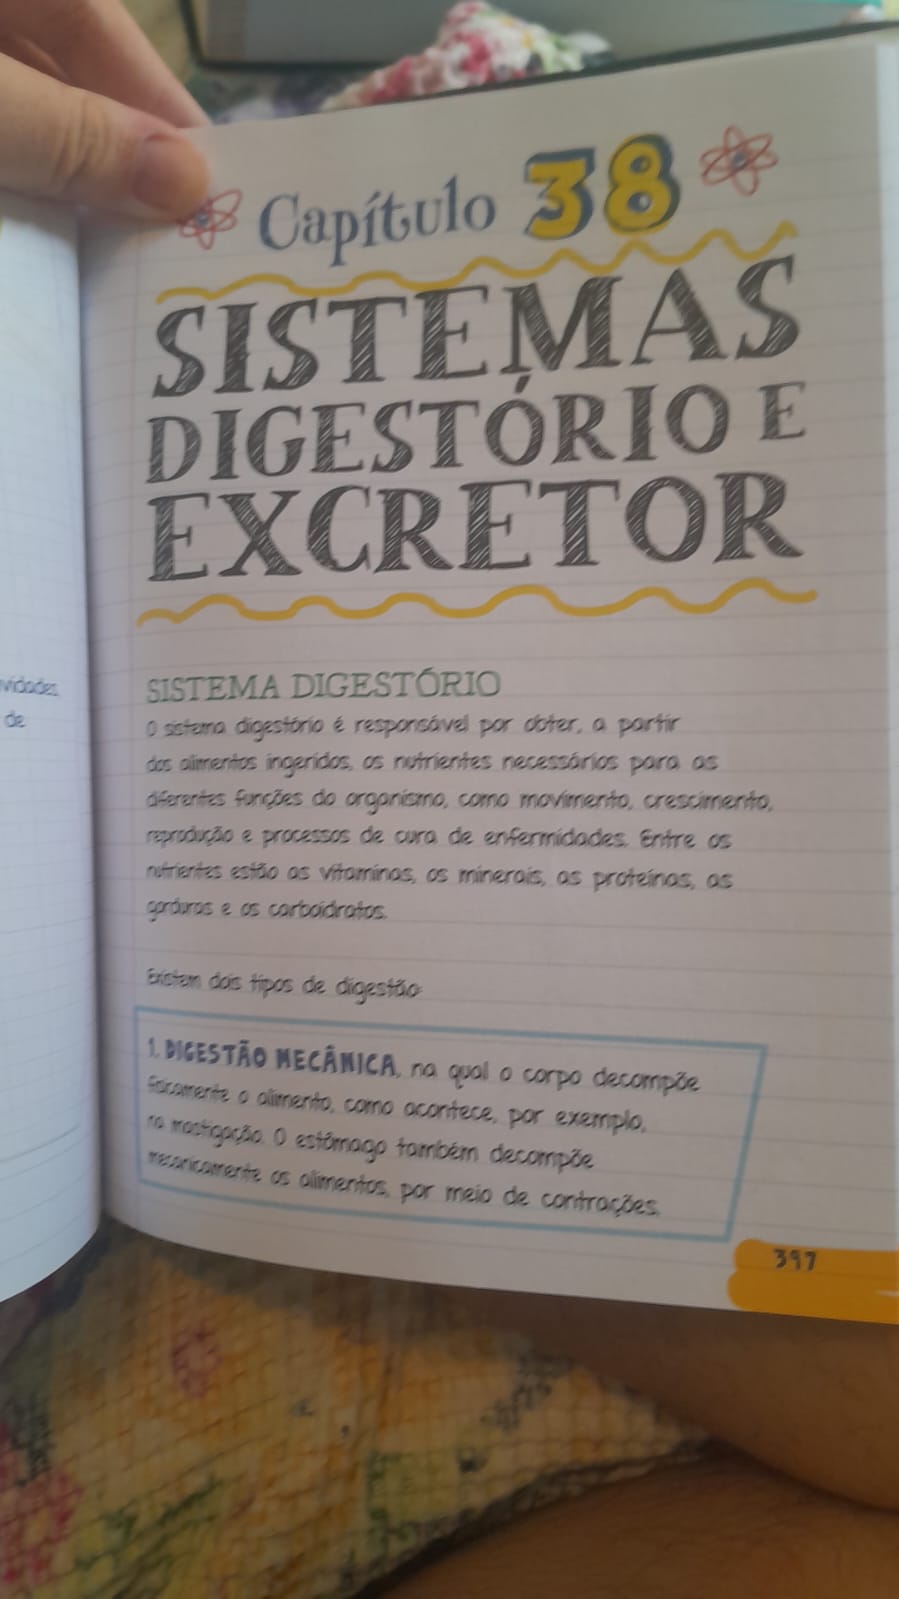 vidades
de
Capítulo 38
SISTEMAS
DIGESTÓRIO E
EXCRETOR
SISTEMA DIGESTÓRIO
O sistema digestório é responsável por obter, a partir
dos alimentos ingeridos, os nutrientes necessários para as
diferentes funções do organismo, como movimento, crescimento,
reprodução e processos de cura de enfermidades. Entre os
nutrientes estão as vitaminas, os minerais, as proteínas, as
gorduras e os carboidratos.
Existem dois tipos de digestão:
1. DIGESTÃO MECÂNICA, na qual o corpo decompõe
fisicamente o alimento, como acontece, por exemplo,
na mastigação. O estômago também decompõe
mecanicamente os alimentos, por meio de contrações.
397